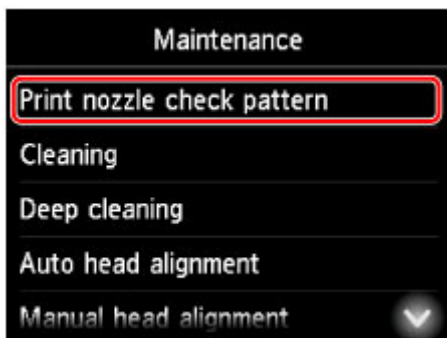 Maintenance
Print nozzle check pattern
Cleaning
Deep cleaning
Auto head alignment
Manual head alignment